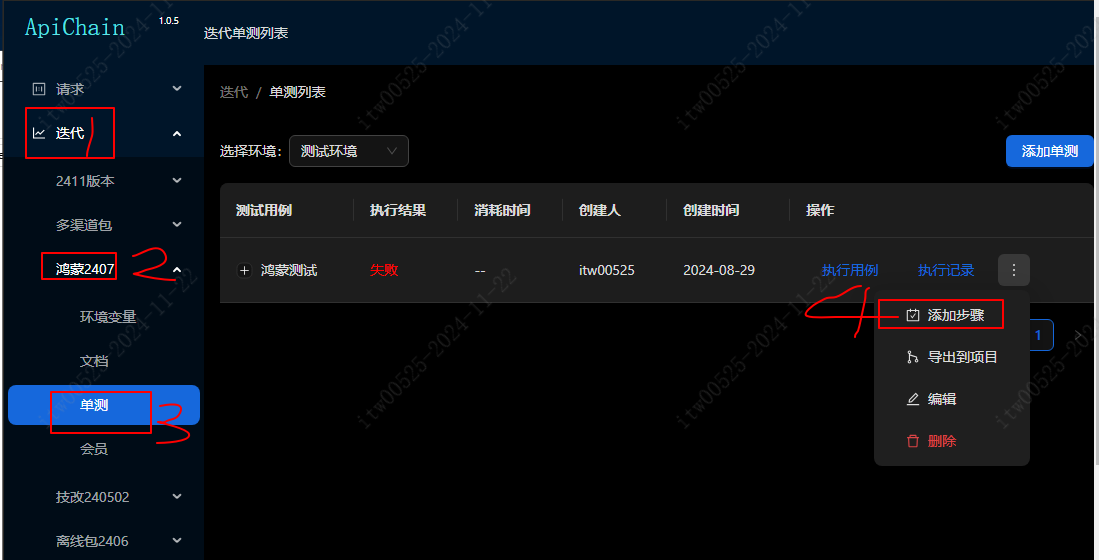 ApiChain 1.0.5
迭代单测列表
请求
迭代
1
2411版本
多渠道包
鸿蒙2407
2
环境变量
文档
单测
3
会员
技改240502
离线包2406
迭代 / 单测列表
选择环境: 测试环境
添加单测
测试用例 执行结果 消耗时间 创建人 创建时间 操作
鸿蒙测试 失败 -- itw00525 2024-08-29 执行用例 执行记录
4
添加步骤
导出到项目
编辑
删除
1
itw00525-2024-11-22